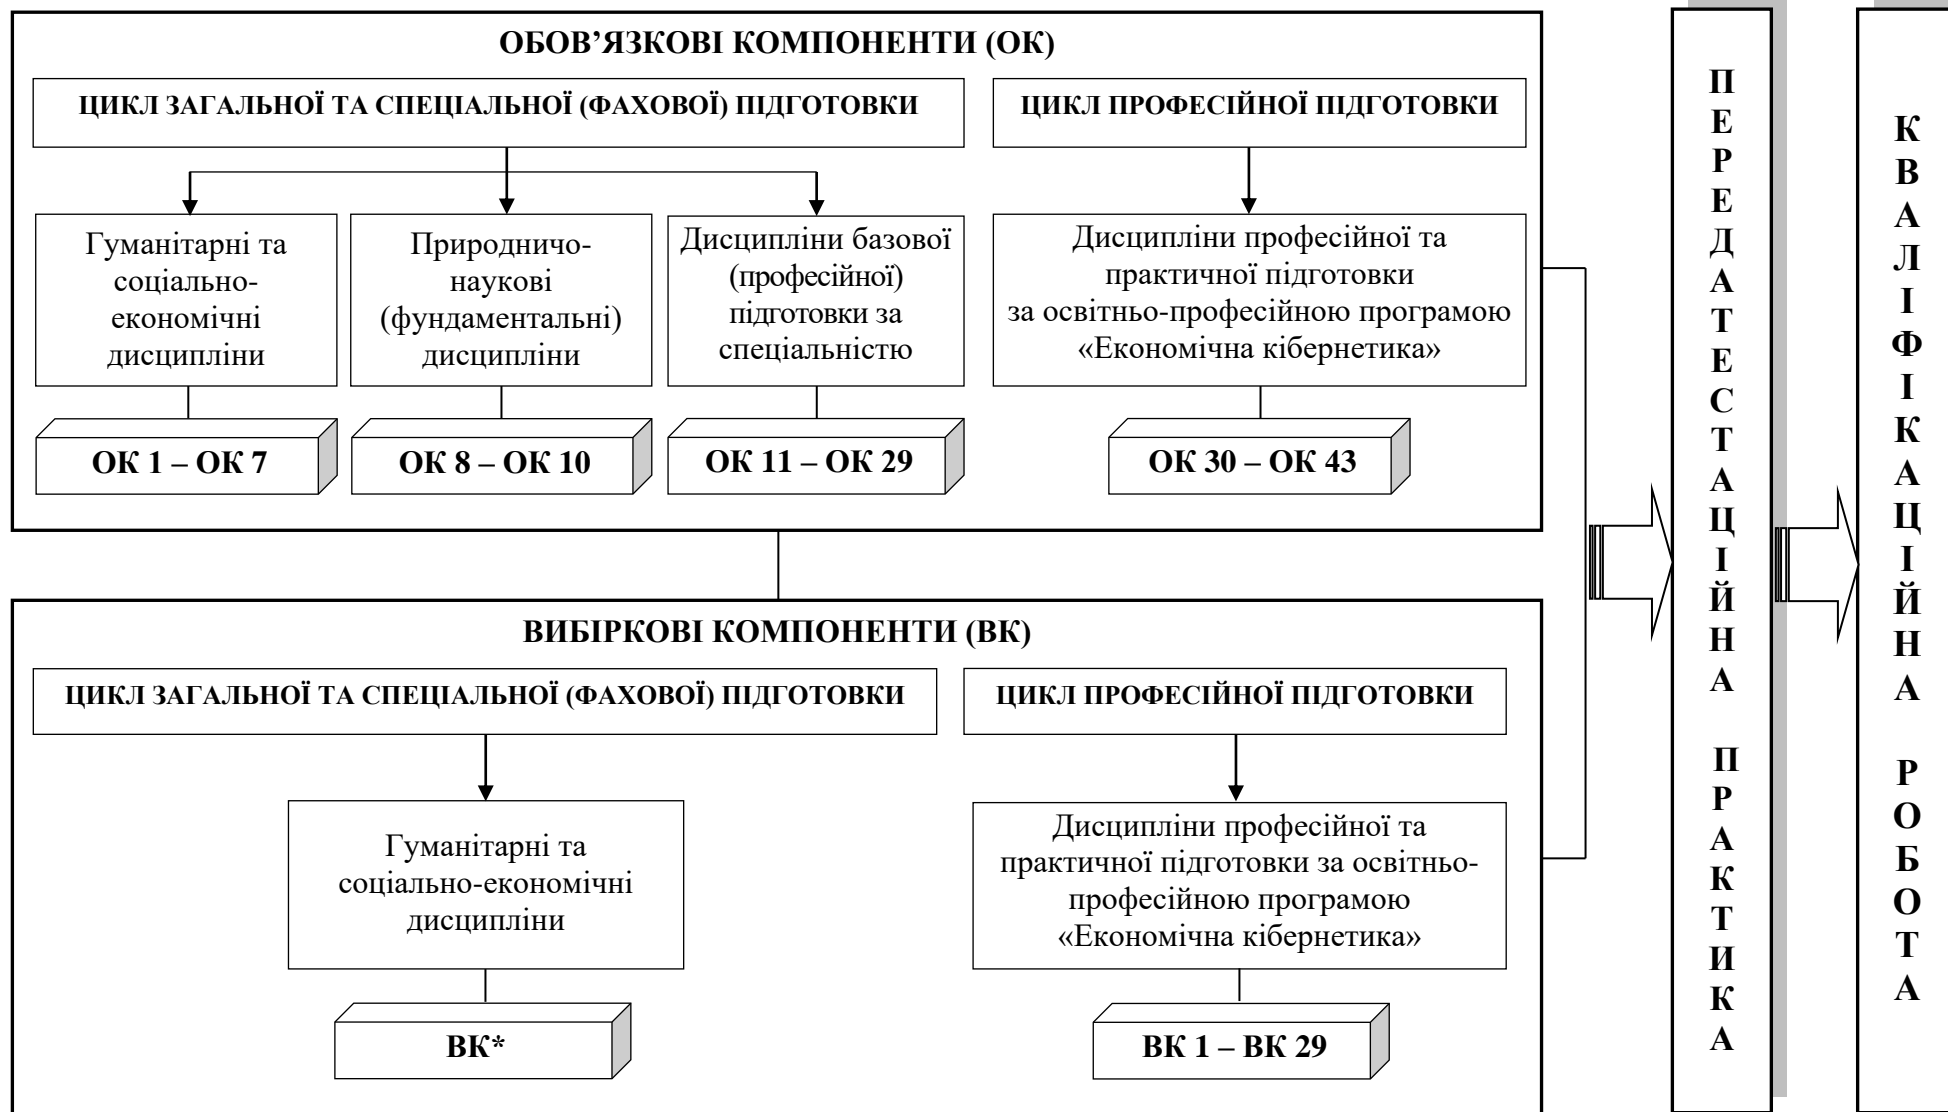 ОБОВ’ЯЗКОВІ КОМПОНЕНТИ (ОК)
ЦИКЛ ЗАГАЛЬНОЇ ТА СПЕЦІАЛЬНОЇ (ФАХОВОЇ) ПІДГОТОВКИ
ЦИКЛ ПРОФЕСІЙНОЇ ПІДГОТОВКИ
Гуманітарні та
соціально-
економічні
дисципліни
Природничо-
наукові
(фундаментальні)
дисципліни
Дисципліни базової
(професійної)
підготовки за
спеціальністю
Дисципліни професійної та
практичної підготовки
за освітньо-професійною програмою
«Економічна кібернетика»
ОК 1 – ОК 7
ОК 8 – ОК 10
ОК 11 – ОК 29
ОК 30 – ОК 43
ВИБІРКОВІ КОМПОНЕНТИ (ВК)
ЦИКЛ ЗАГАЛЬНОЇ ТА СПЕЦІАЛЬНОЇ (ФАХОВОЇ) ПІДГОТОВКИ
ЦИКЛ ПРОФЕСІЙНОЇ ПІДГОТОВКИ
Гуманітарні та
соціально-економічні
дисципліни
Дисципліни професійної та
практичної підготовки за освітньо-
професійною програмою
«Економічна кібернетика»
ВК*
ВК 1 – ВК 29
ПЕРЕДАТЕСТАЦІЙНА ПРАКТИКА
КВАЛІФІКАЦІЙНА РОБОТА